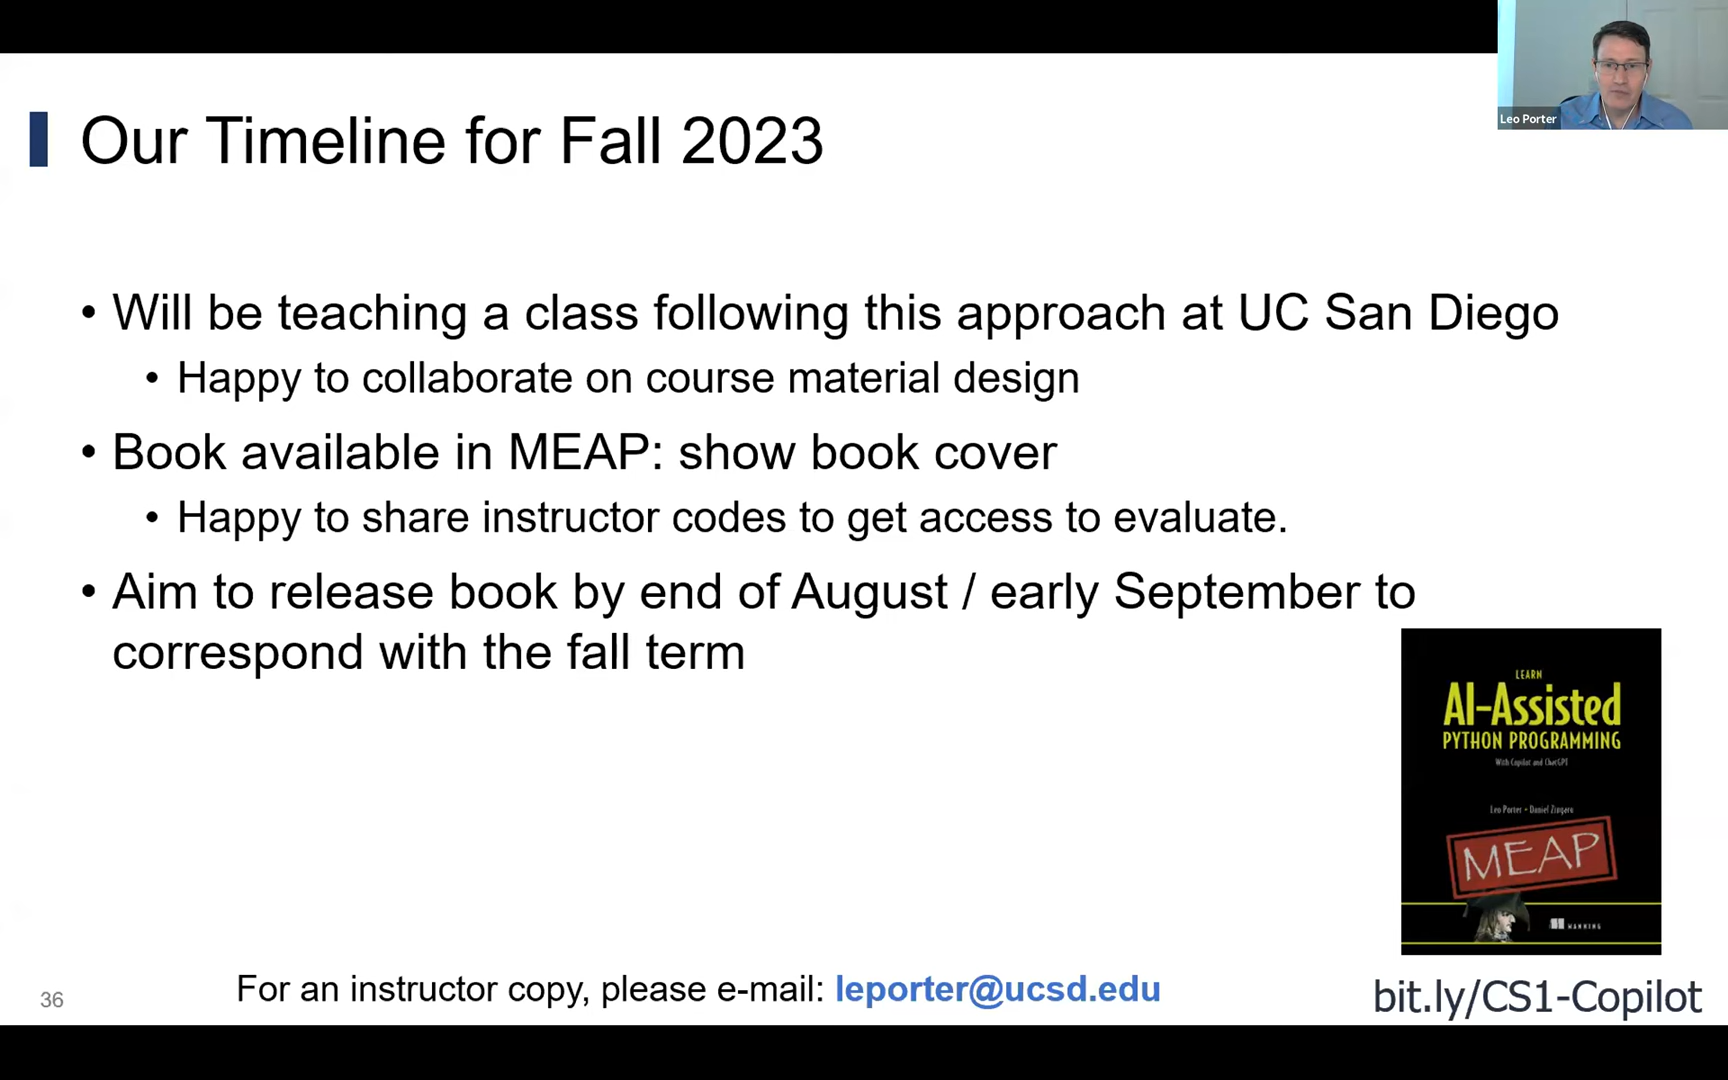 Leo Porter
Our Timeline for Fall 2023
• Will be teaching a class following this approach at UC San Diego
• Happy to collaborate on course material design
• Book available in MEAP: show book cover
• Happy to share instructor codes to get access to evaluate.
• Aim to release book by end of August / early September to
correspond with the fall term
LEARN
AI-Assisted
PYTHON PROGRAMMING
With Copilot and ChatGPT
Leo Porter • Daniel Zingaro
MEAP
MANNING
36
For an instructor copy, please e-mail: leporter@ucsd.edu
bit.ly/CS1-Copilot